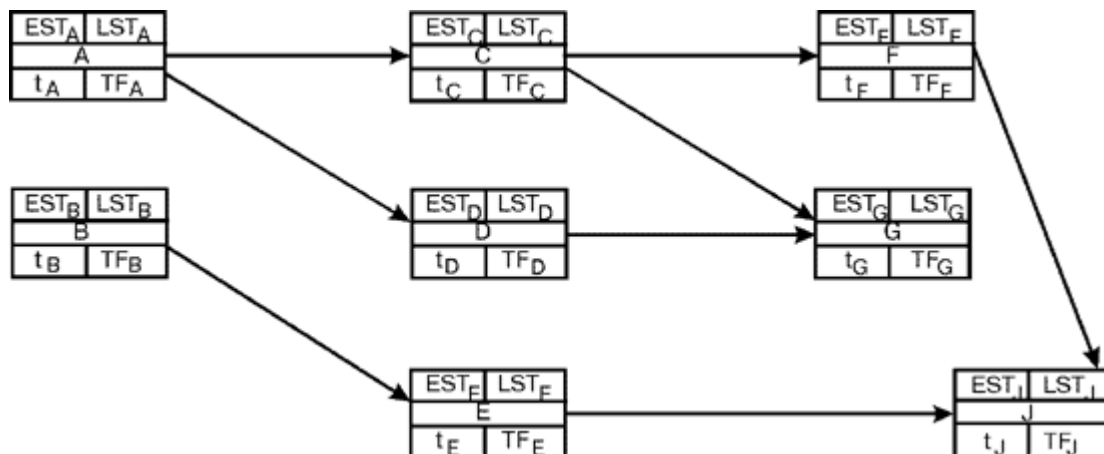 EST_A LST_A
A
t_A TF_A
EST_C LST_C
C
t_C TF_C
EST_F LST_F
F
t_F TF_F
EST_B LST_B
B
t_B TF_B
EST_D LST_D
D
t_D TF_D
EST_G LST_G
G
t_G TF_G
EST_E LST_E
E
t_E TF_E
EST_J LST_J
J
t_J TF_J